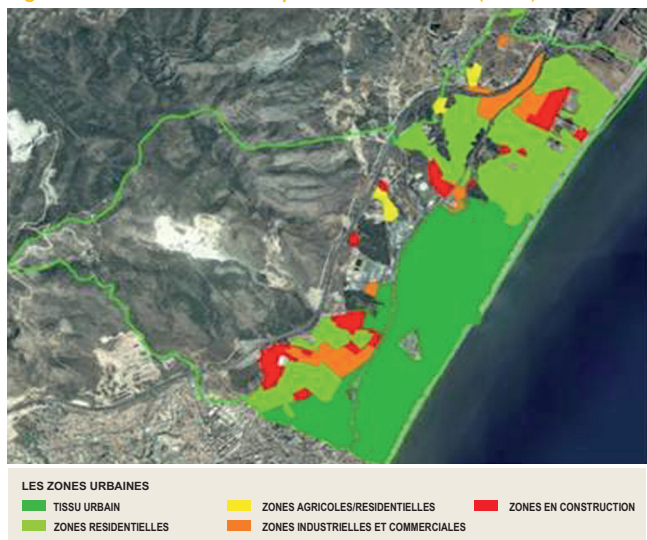 LES ZONES URBAINES
TISSU URBAIN
ZONES AGRICOLES/RESIDENTIELLES
ZONES EN CONSTRUCTION
ZONES RESIDENTIELLES
ZONES INDUSTRIELLES ET COMMERCIALES